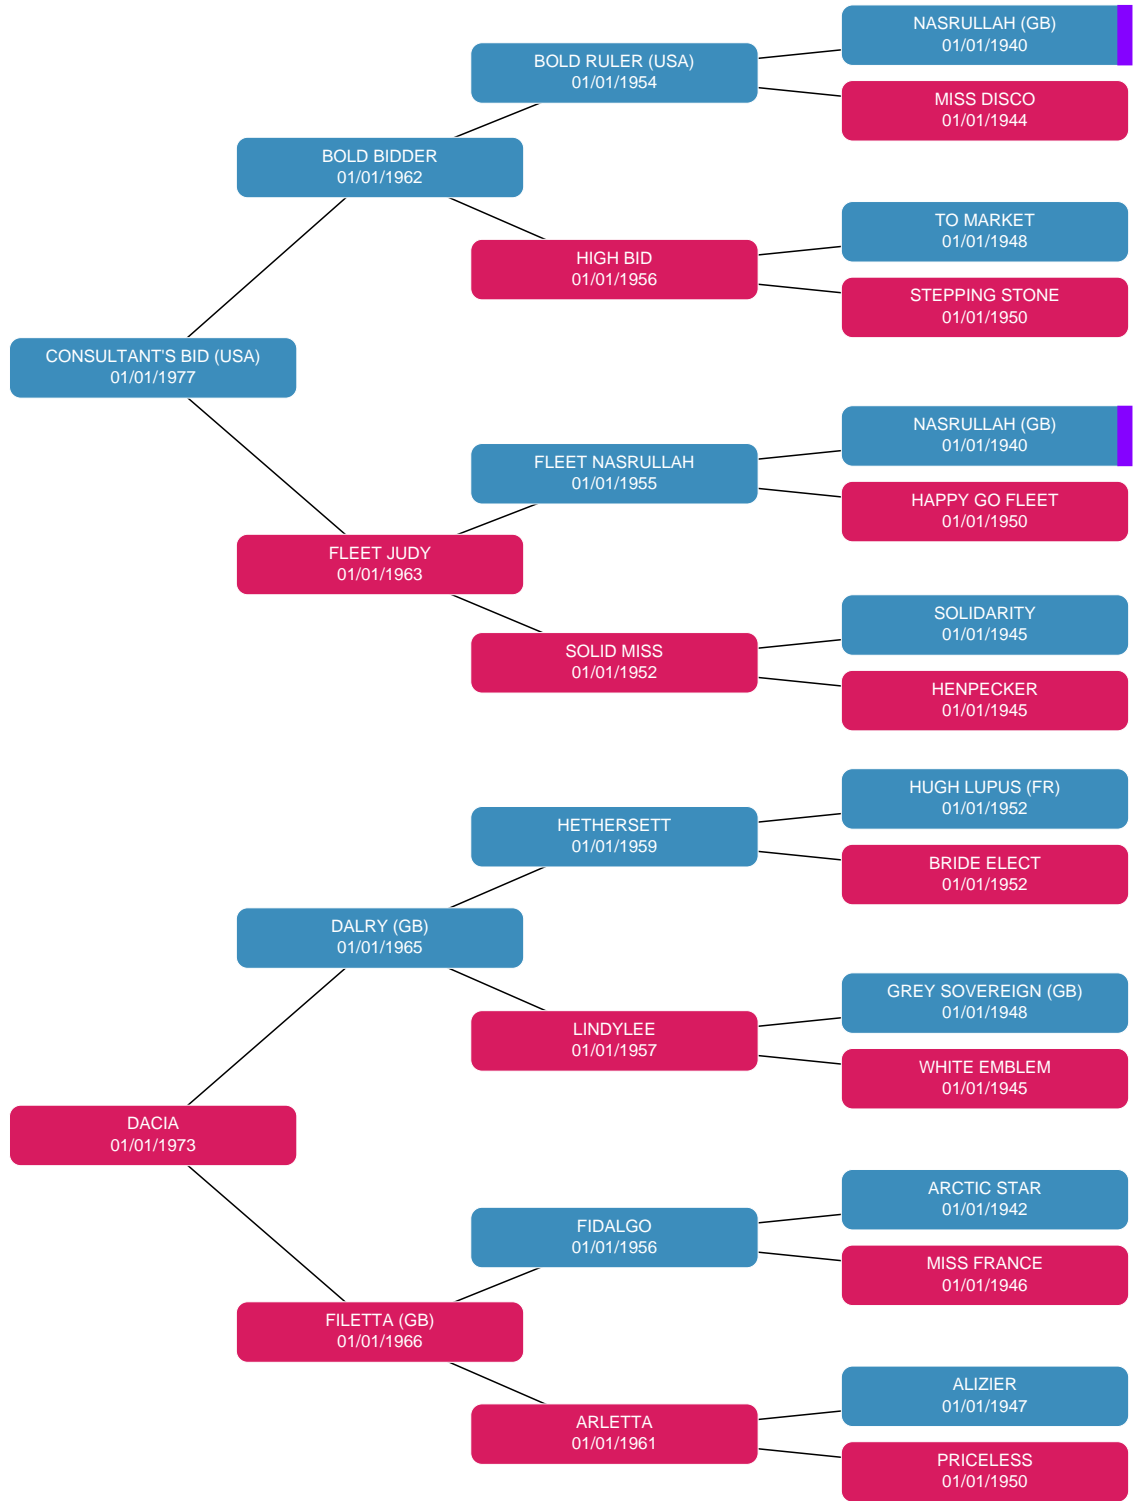 NASRULLAH (GB)
01/01/1940
BOLD RULER (USA)
01/01/1954
MISS DISCO
01/01/1944
BOLD BIDDER
01/01/1962
TO MARKET
01/01/1948
HIGH BID
01/01/1956
STEPPING STONE
01/01/1950
CONSULTANT'S BID (USA)
01/01/1977
NASRULLAH (GB)
01/01/1940
FLEET NASRULLAH
01/01/1955
HAPPY GO FLEET
01/01/1950
FLEET JUDY
01/01/1963
SOLIDARITY
01/01/1945
SOLID MISS
01/01/1952
HENPECKER
01/01/1945
HUGH LUPUS (FR)
01/01/1952
HETHERSETT
01/01/1959
BRIDE ELECT
01/01/1952
DALRY (GB)
01/01/1965
GREY SOVEREIGN (GB)
01/01/1948
LINDYLEE
01/01/1957
WHITE EMBLEM
01/01/1945
DACIA
01/01/1973
ARCTIC STAR
01/01/1942
FIDALGO
01/01/1956
MISS FRANCE
01/01/1946
FILETTA (GB)
01/01/1966
ALIZIER
01/01/1947
ARLETTA
01/01/1961
PRICELESS
01/01/1950